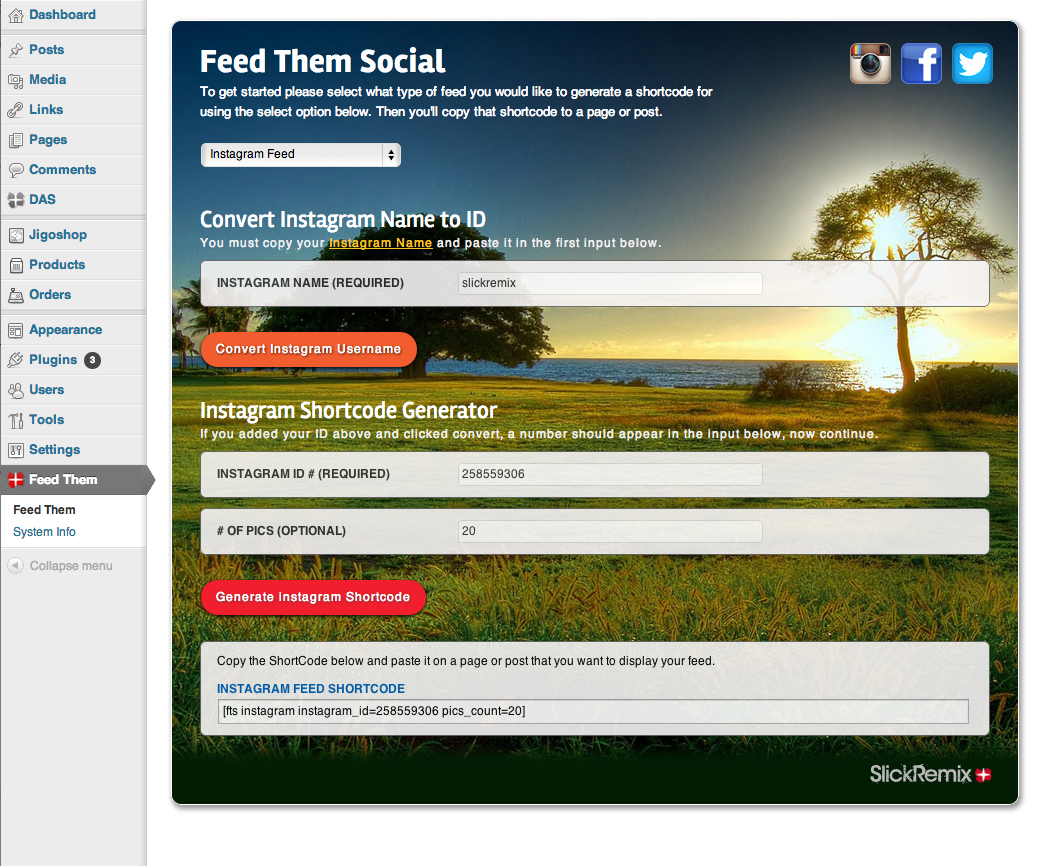 Dashboard
Posts
Media
Links
Pages
Comments
DAS
Jigoshop
Products
Orders
Appearance
Plugins 3
Users
Tools
Settings
Feed Them
Feed Them
System Info
Collapse menu
Feed Them Social
To get started please select what type of feed you would like to generate a shortcode for
using the select option below. Then you'll copy that shortcode to a page or post.
Instagram Feed
Convert Instagram Name to ID
You must copy your Instagram Name and paste it in the first input below.
INSTAGRAM NAME (REQUIRED) slickremix
Convert Instagram Username
Instagram Shortcode Generator
If you added your ID above and clicked convert, a number should appear in the input below, now continue.
INSTAGRAM ID # (REQUIRED) 258559306
# OF PICS (OPTIONAL) 20
Generate instagram Shortcode
Copy the ShortCode below and paste it on a page or post that you want to display your feed.
INSTAGRAM FEED SHORTCODE
[fts instagram instagram_id=258559306 pics_count=20]
SlickRemix